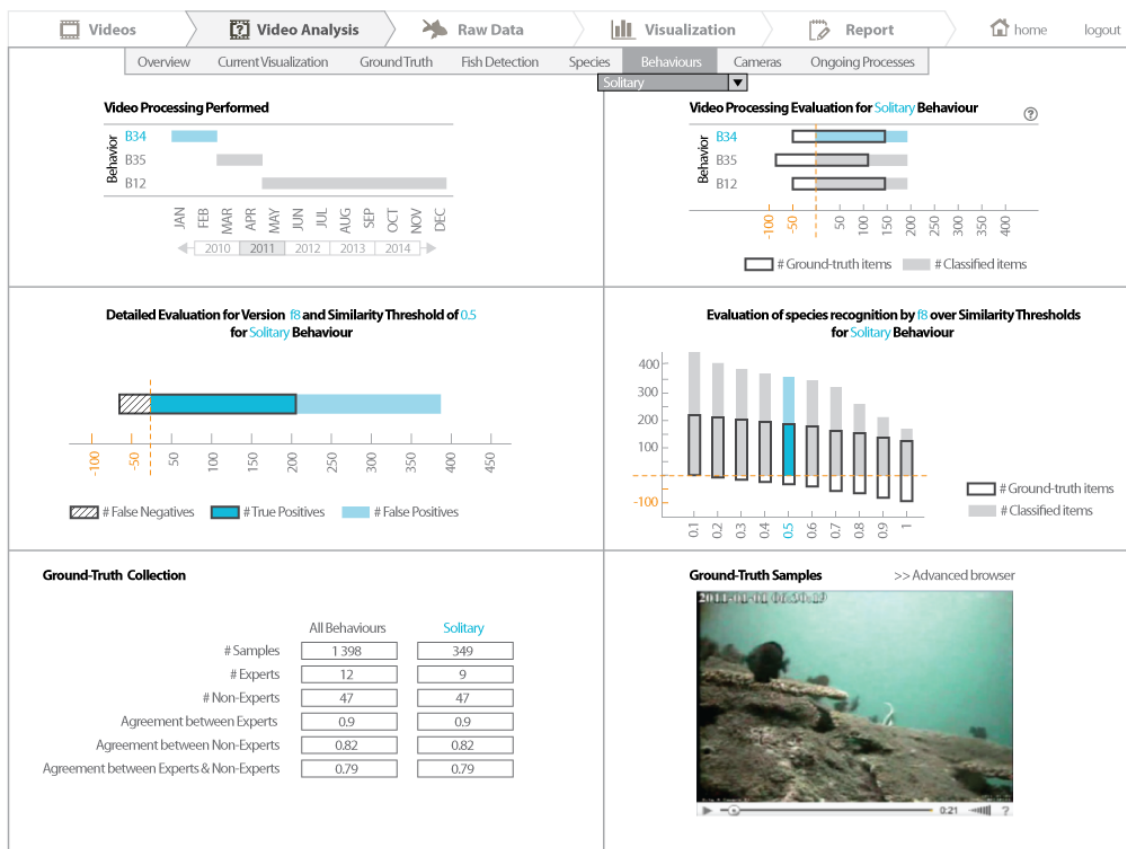 Videos
Video Analysis
Raw Data
Visualization
Report
home
logout
Overview
Current Visualization
Ground Truth
Fish Detection
Species
Behaviours
Cameras
Ongoing Processes
Solitary
Video Processing Performed
Behavior
B34
B35
B12
JAN FEB MAR APR MAY JUN JUL AUG SEP OCT NOV DEC
2010 2011 2012 2013 2014
Video Processing Evaluation for Solitary Behaviour
?
Behavior
B34
B35
B12
-100 -50 50 100 150 200 250 300 350 400
# Ground-truth items # Classified items
Detailed Evaluation for Version f8 and Similarity Threshold of 0.5
for Solitary Behaviour
-100 -50 50 100 150 200 250 300 350 400 450
# False Negatives # True Positives # False Positives
Evaluation of species recognition by f8 over Similarity Thresholds
for Solitary Behaviour
400
300
200
100
-100
0.1 0.2 0.3 0.4 0.5 0.6 0.7 0.8 0.9 1
# Ground-truth items
# Classified items
Ground-Truth Collection
All Behaviours Solitary
# Samples 1 398 349
# Experts 12 9
# Non-Experts 47 47
Agreement between Experts 0.9 0.9
Agreement between Non-Experts 0.82 0.82
Agreement between Experts & Non-Experts 0.79 0.79
Ground-Truth Samples >> Advanced browser
0:21 ?